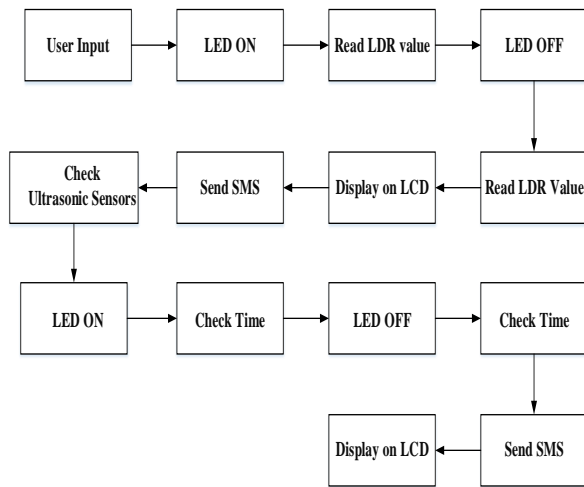 User Input
LED ON
Read LDR value
LED OFF
Read LDR Value
Display on LCD
Send SMS
Check
Ultrasonic Sensors
LED ON
Check Time
LED OFF
Check Time
Send SMS
Display on LCD